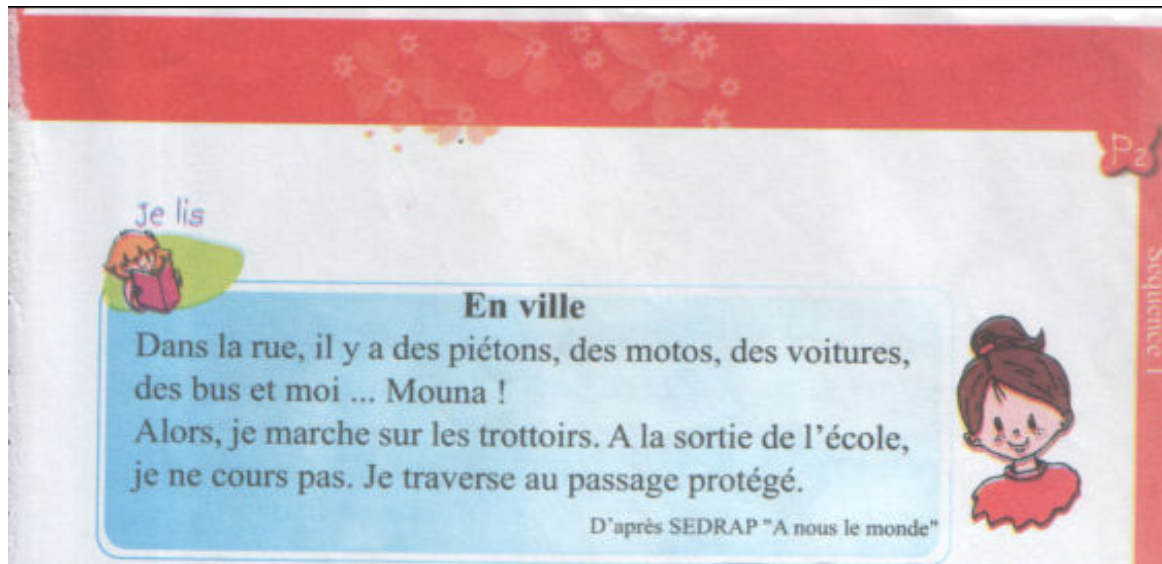 P2
Je lis
Séquence 1
En ville
Dans la rue, il y a des piétons, des motos, des voitures,
des bus et moi ... Mouna !
Alors, je marche sur les trottoirs. A la sortie de l'école,
je ne cours pas. Je traverse au passage protégé.
D'après SEDRAP "A nous le monde"